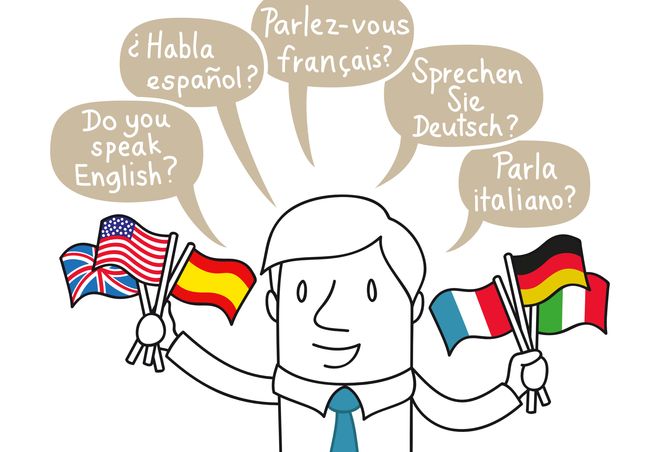 Do you
speak
English?
¿Habla
español?
Parlez-vous
français?
Sprechen
Sie
Deutsch?
Parla
italiano?